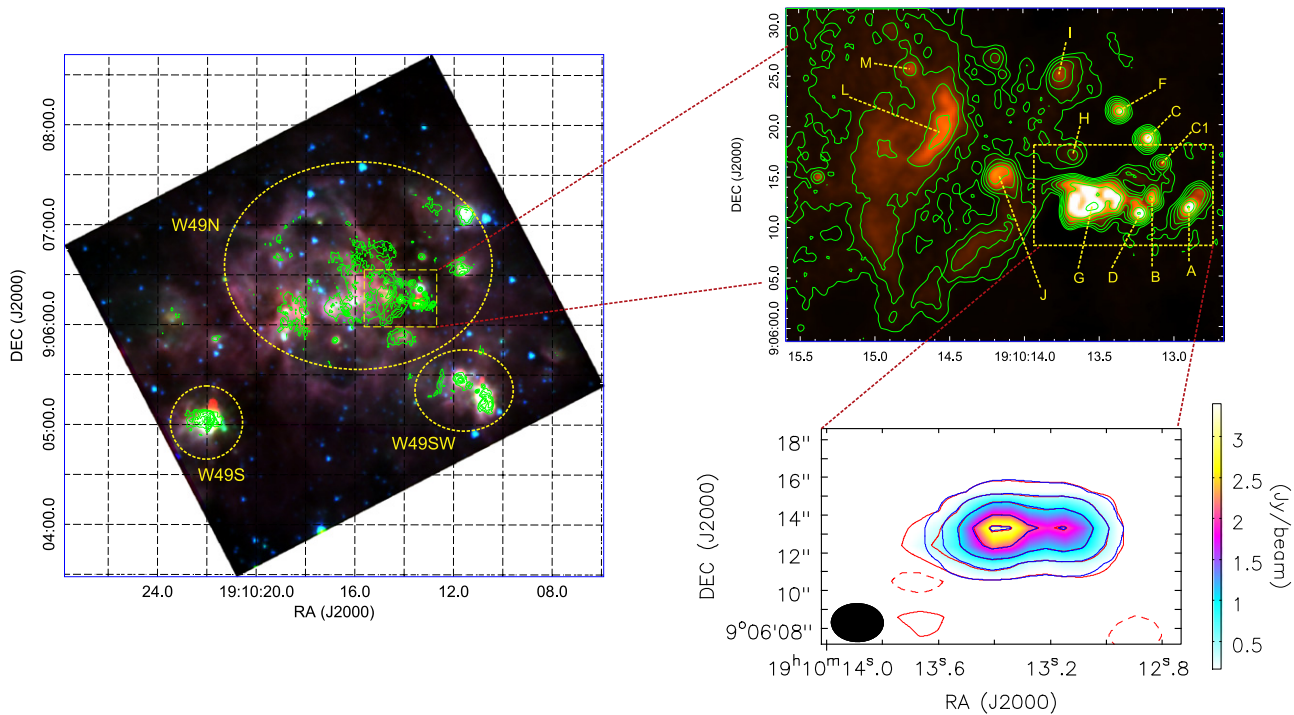 W49N
W49S
W49SW
08:00.0
07:00.0
9:06:00.0
05:00.0
04:00.0
DEC (J2000)
24.0
19:10:20.0
16.0
12.0
08.0
RA (J2000)
30.0
25.0
20.0
15.0
10.0
05.0
9:06:00.0
DEC (J2000)
15.5
15.0
14.5
19:10:14.0
13.5
13.0
I
M
F
L
C
H
C1
G
D
B
A
J
18"
16"
14"
12"
10"
9°06'08"
DEC (J2000)
19h10m14s.0
13s.6
13s.2
12s.8
RA (J2000)
3
2.5
2
1.5
1
0.5
(Jy/beam)